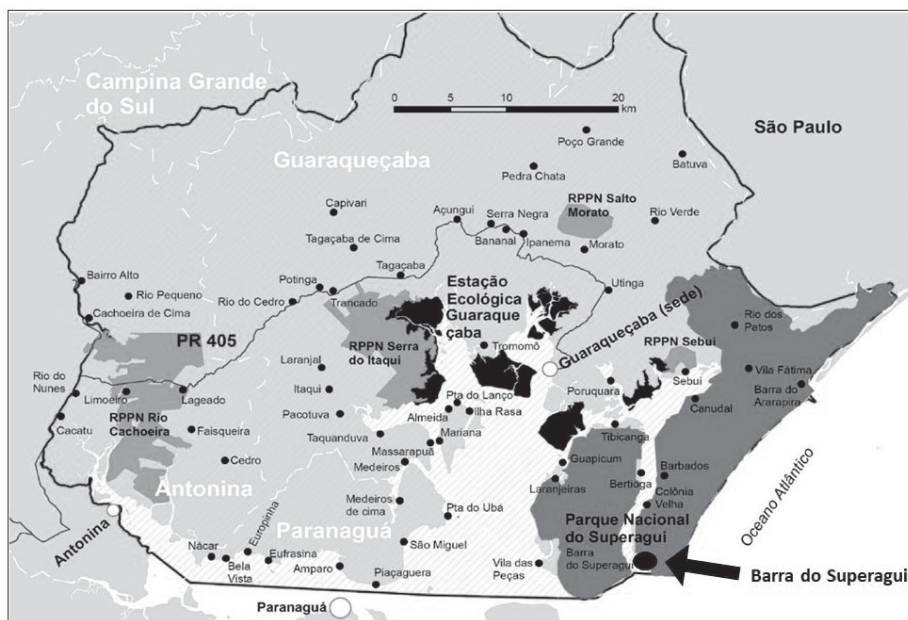 Campina Grande
do Sul
0 5 10 20
km
São Paulo
Guaraqueçaba
Poço Grande
Batuva
Pedra Chata
RPPN Salto
Morato
Capivari
Açungui
Serra Negra
Rio Verde
Bananal
Ipanema
Morato
Tagaçaba de Cima
Tagaçaba
Bairro Alto
Potinga
Rio Pequeno
Rio do Cedro
Trancado
Cachoeira de Cima
Estação
Ecológica
Guaraque
çaba
Utinga
Guaraqueçaba (sede)
Rio dos
Patos
PR 405
RPPN Serra
do Itaqui
Tromomô
RPPN Sebui
Laranjal
Rio do
Nunes
Limoeiro
Lageado
Itaqui
Pta do Lanço
Poruquara
Sebui
Vila Fátima
Barra do
Ararapira
RPPN Rio
Cachoeira
Pacotuva
Almeida
Ilha Rasa
Canudal
Cacatu
Faisqueira
Taquanduva
Mariana
Tibicanga
Massarapuã
Cedro
Medeiros
Guapicum
Barbados
Laranjeiras
Bertioga
Colônia
Velha
Antonina
Medeiros
de cima
Pta do Ubá
Oceano Atlântico
Antonina
Europinha
Paranaguá
Parque Nacional
do Superagui
Nácar
São Miguel
Bela
Vista
Eufrasina
Amparo
Vila das
Peças
Barra
do Superagui
Piaçaguera
Barra do Superagui
Paranaguá